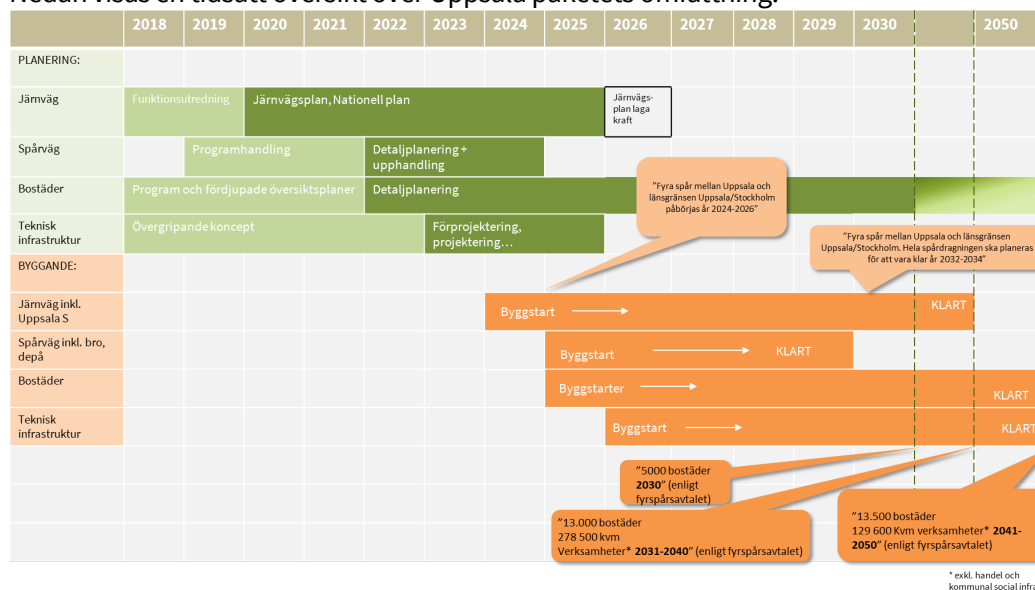 Nedan visas en tidsatt översikt över Uppsala paketets omfattning.
2018 2019 2020 2021 2022 2023 2024 2025 2026 2027 2028 2029 2030 2050
PLANERING:
Järnväg
Funktionsutredning
Järnvägsplan, Nationell plan
Järnvägs-
plan laga
kraft
Spårväg
Programhandling
Detaljplanering +
upphandling
Bostäder
Program och fördjupade översiktsplaner
Detaljplanering
"Fyra spår mellan Uppsala och
länsgränsen Uppsala/Stockholm
påbörjas år 2024-2026"
Teknisk
infrastruktur
Övergripande koncept
Förprojektering,
projektering…
"Fyra spår mellan Uppsala och länsgränsen
Uppsala/Stockholm. Hela spårdragningen ska planeras
för att vara klar år 2032-2034"
BYGGANDE:
Järnväg inkl.
Uppsala S
Byggstart
KLART
Spårväg inkl. bro,
depå
Byggstart
KLART
Bostäder
Byggstarter
KLART
Teknisk
infrastruktur
Byggstart
KLART
"5000 bostäder
2030" (enligt
fyrspårsavtalet)
"13.000 bostäder
278 500 kvm
Verksamheter* 2031-2040" (enligt fyrspårsavtalet)
"13.500 bostäder
129 600 Kvm verksamheter* 2041-
2050" (enligt fyrspårsavtalet)
* exkl. handel och
kommunal social infra